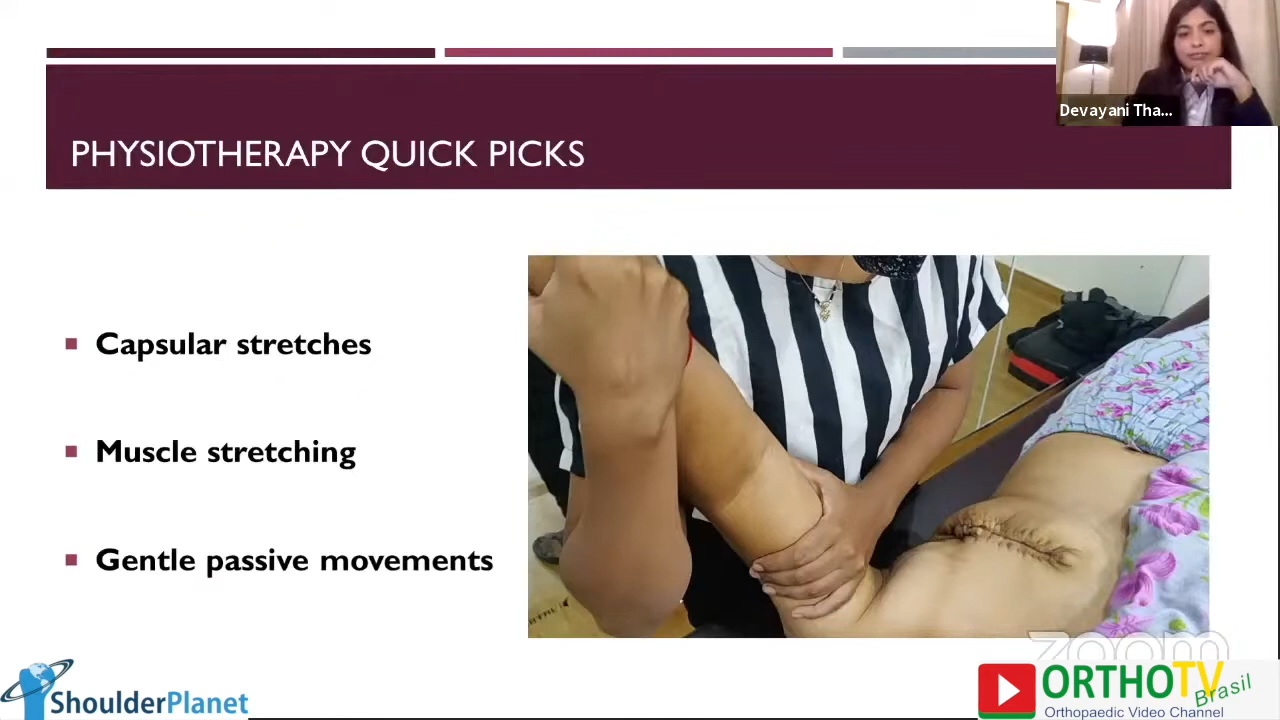 Devayani Tha...
PHYSIOTHERAPY QUICK PICKS
Capsular stretches
Muscle stretching
Gentle passive movements
zoom
ShoulderPlanet
ORTHOTV
Brasil
Orthopaedic Video Channel